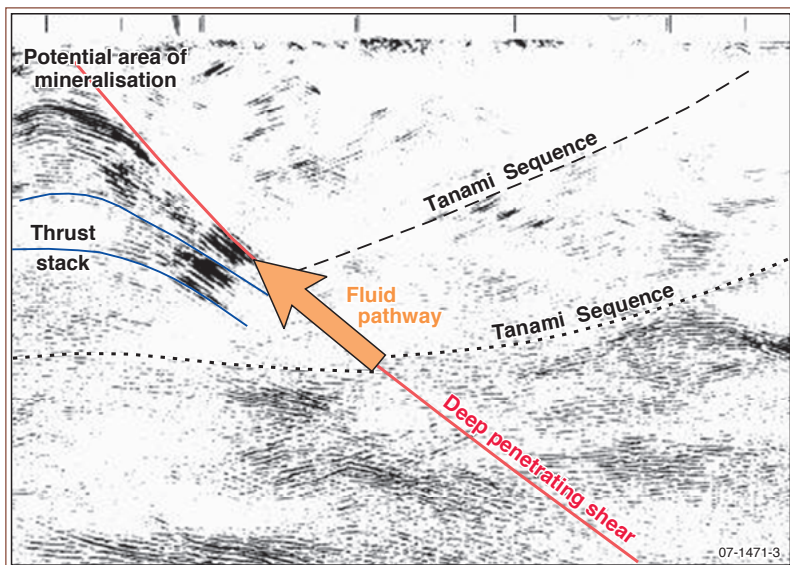 Potential area of
mineralisation
Tanami Sequence
Thrust
stack
Fluid
pathway
Tanami Sequence
Deep penetrating shear
07-1471-3